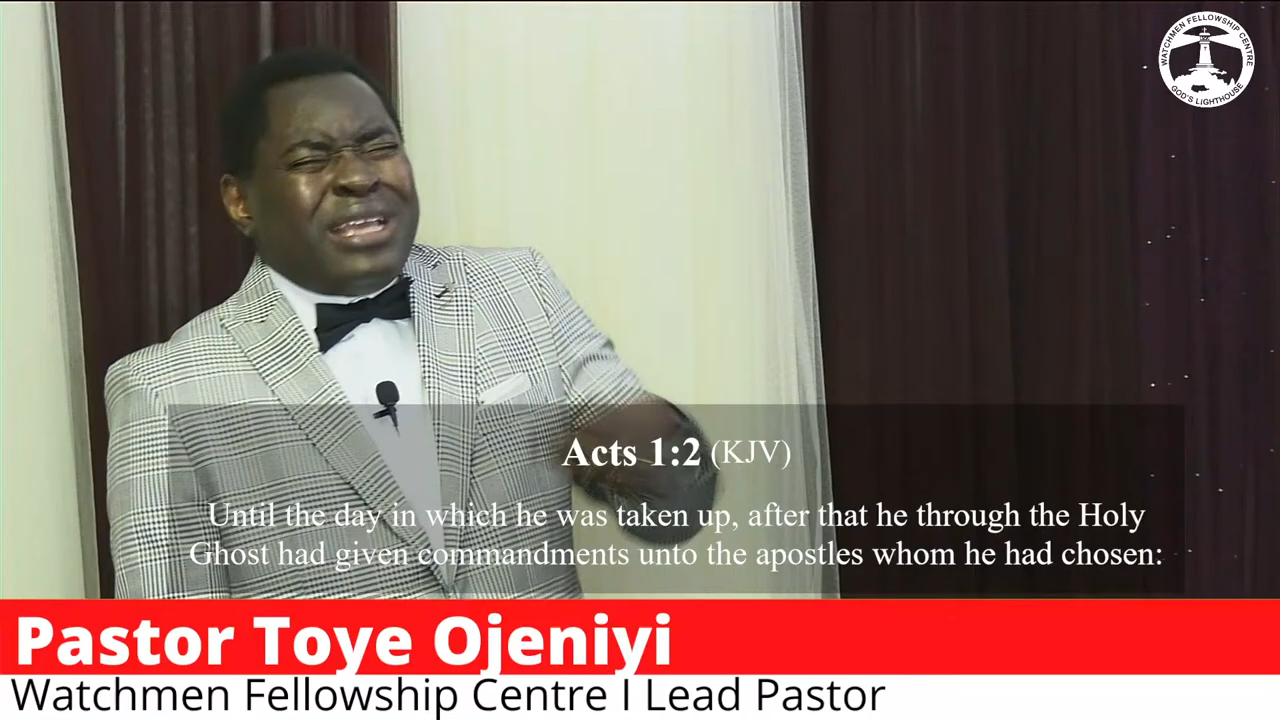 WATCHMEN FELLOWSHIP CENTRE
GOD'S LIGHTHOUSE
Acts 1:2 (KJV)
Until the day in which he was taken up, after that he through the Holy
Ghost had given commandments unto the apostles whom he had chosen:
Pastor Toye Ojeniyi
Watchmen Fellowship Centre I Lead Pastor